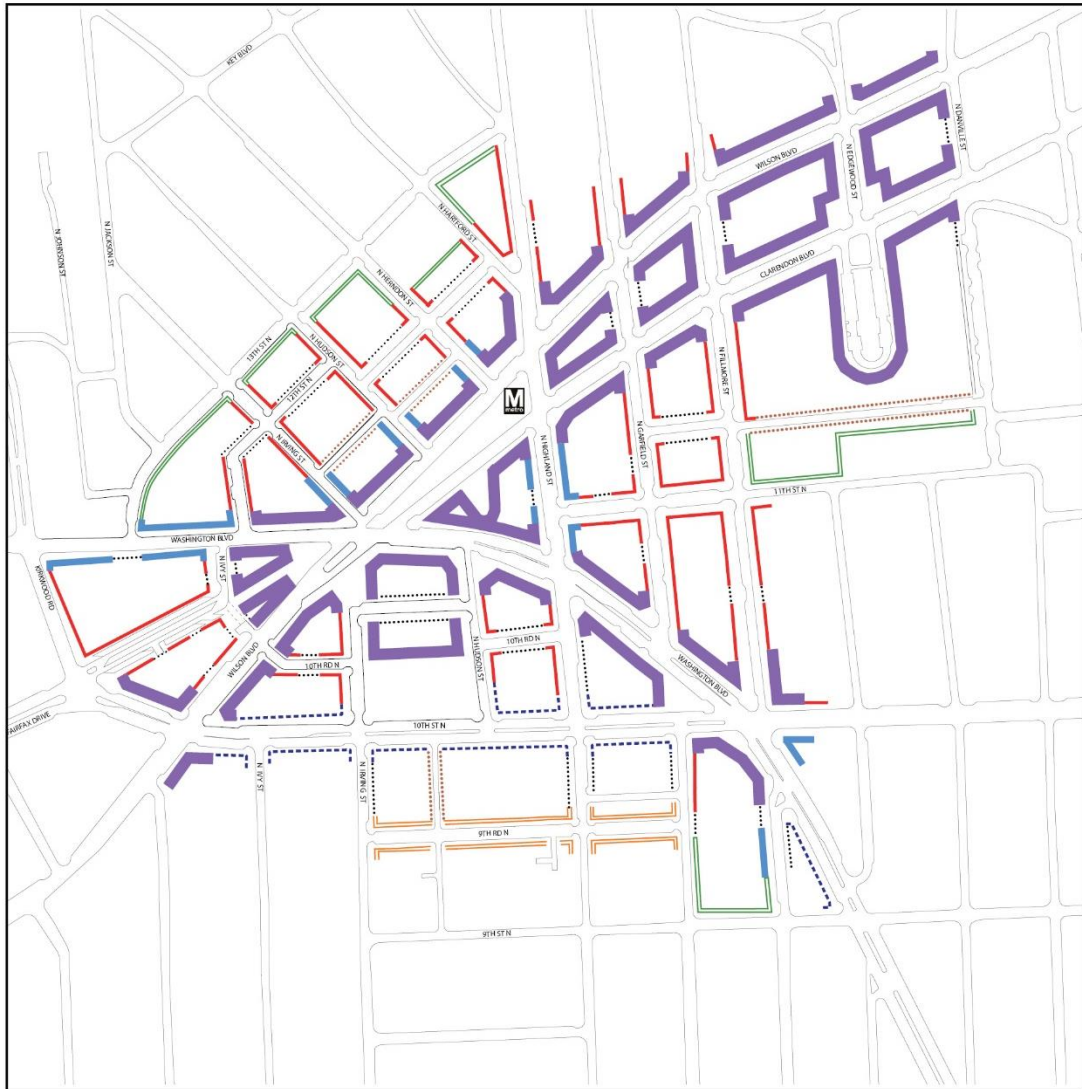 KEY BLVD
N JOHNSON ST
N JACKSON ST
N HARTFORD ST
N HERNDON ST
N HUDSON ST
13TH ST N
12TH ST N
N IRVING ST
WILSON BLVD
N EDGEWOOD ST
N DANVILLE ST
CLARENDON BLVD
N FILLMORE ST
M
metro
N HIGHLAND ST
N GARFIELD ST
11TH ST N
WASHINGTON BLVD
KIRKWOOD RD
N IVY ST
WILSON BLVD
10TH RD N
N HUDSON ST
10TH RD N
WASHINGTON BLVD
FAIRFAX DRIVE
10TH ST N
N IVY ST
N IRVING ST
9TH RD N
9TH ST N